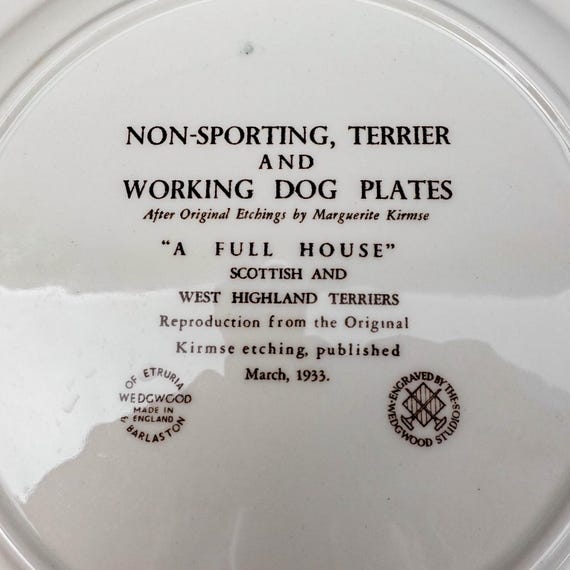 NON-SPORTING, TERRIER
AND
WORKING DOG PLATES
After Original Etchings by Marguerite Kirmse
"A FULL HOUSE"
SCOTTISH AND
WEST HIGHLAND TERRIERS
Reproduction from the Original
Kirmse etching, published
March, 1933.
OF ETRURIA
WEDGWOOD
MADE IN
ENGLAND
& BARLASTON
ENGRAVED BY THE
WEDGWOOD STUDIOS